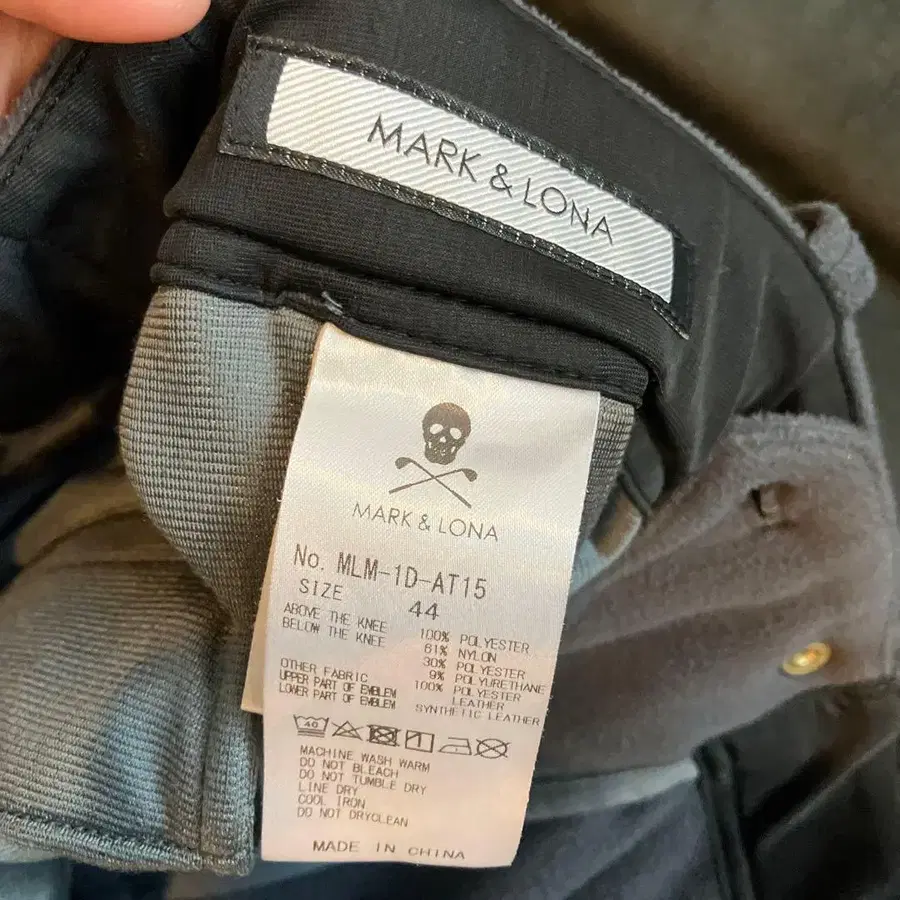 MARK & LONA
MARK & LONA
No. MLM-1D-AT15
SIZE 44
ABOVE THE KNEE 100% POLYESTER
BELOW THE KNEE 61% NYLON
30% POLYESTER
9% POLYURETHANE
OTHER FABRIC 100% POLYESTER
UPPER PART OF EMBLEM LEATHER
LOWER PART OF EMBLEM SYNTHETIC LEATHER
40
1
MACHINE WASH WARM
DO NOT BLEACH
DO NOT TUMBLE DRY
LINE DRY
COOL IRON
DO NOT DRYCLEAN
MADE IN CHINA